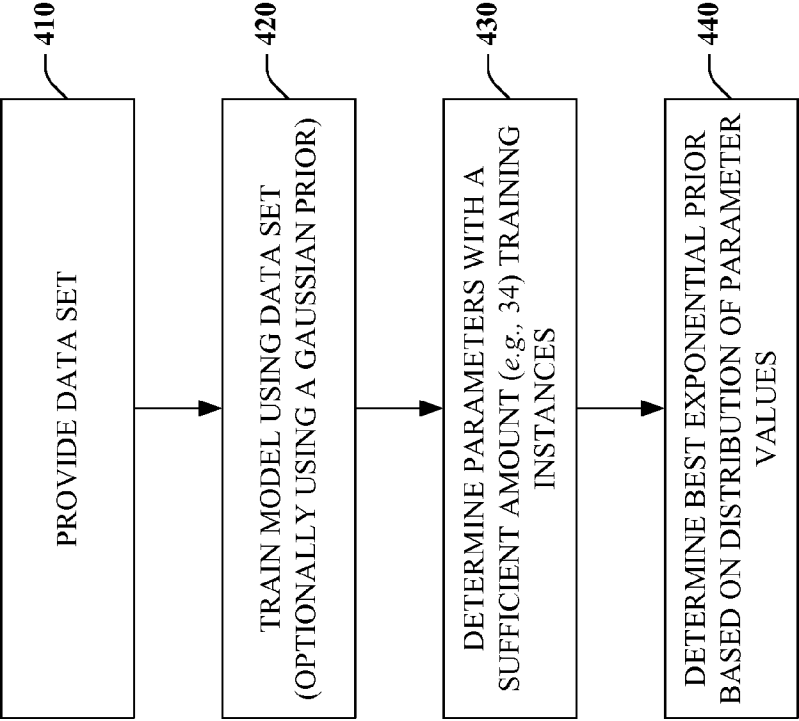 410
PROVIDE DATA SET
420
TRAIN MODEL USING DATA SET
(OPTIONALLY USING A GAUSSIAN PRIOR)
430
DETERMINE PARAMETERS WITH A
SUFFICIENT AMOUNT (e.g., 34) TRAINING
INSTANCES
440
DETERMINE BEST EXPONENTIAL PRIOR
BASED ON DISTRIBUTION OF PARAMETER
VALUES